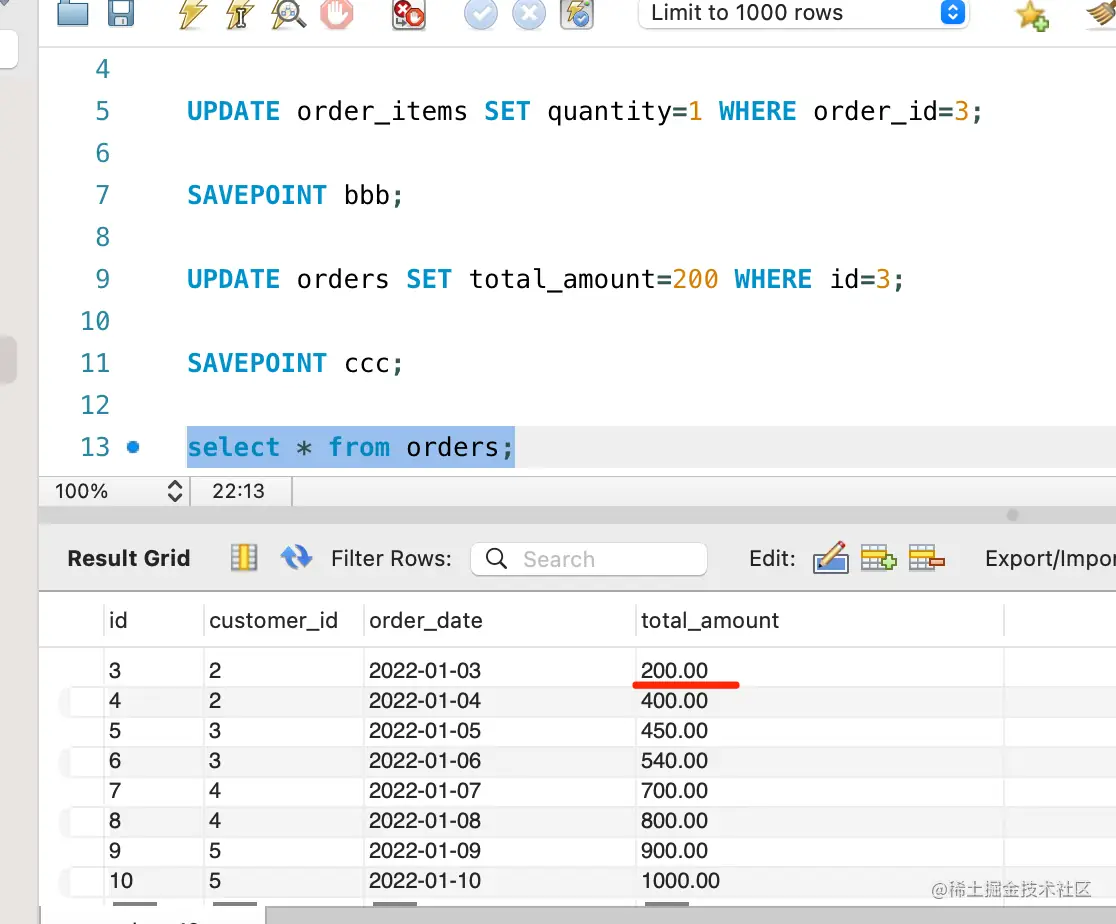 Limit to 1000 rows
4
5 UPDATE order_items SET quantity=1 WHERE order_id=3;
6
7 SAVEPOINT bbb;
8
9 UPDATE orders SET total_amount=200 WHERE id=3;
10
11 SAVEPOINT ccc;
12
13 select * from orders;
100% 22:13
Result Grid Filter Rows: Search Edit: Export/Impor
id customer_id order_date total_amount
3 2 2022-01-03 200.00
4 2 2022-01-04 400.00
5 3 2022-01-05 450.00
6 3 2022-01-06 540.00
7 4 2022-01-07 700.00
8 4 2022-01-08 800.00
9 5 2022-01-09 900.00
10 5 2022-01-10 1000.00
@稀土掘金技术社区